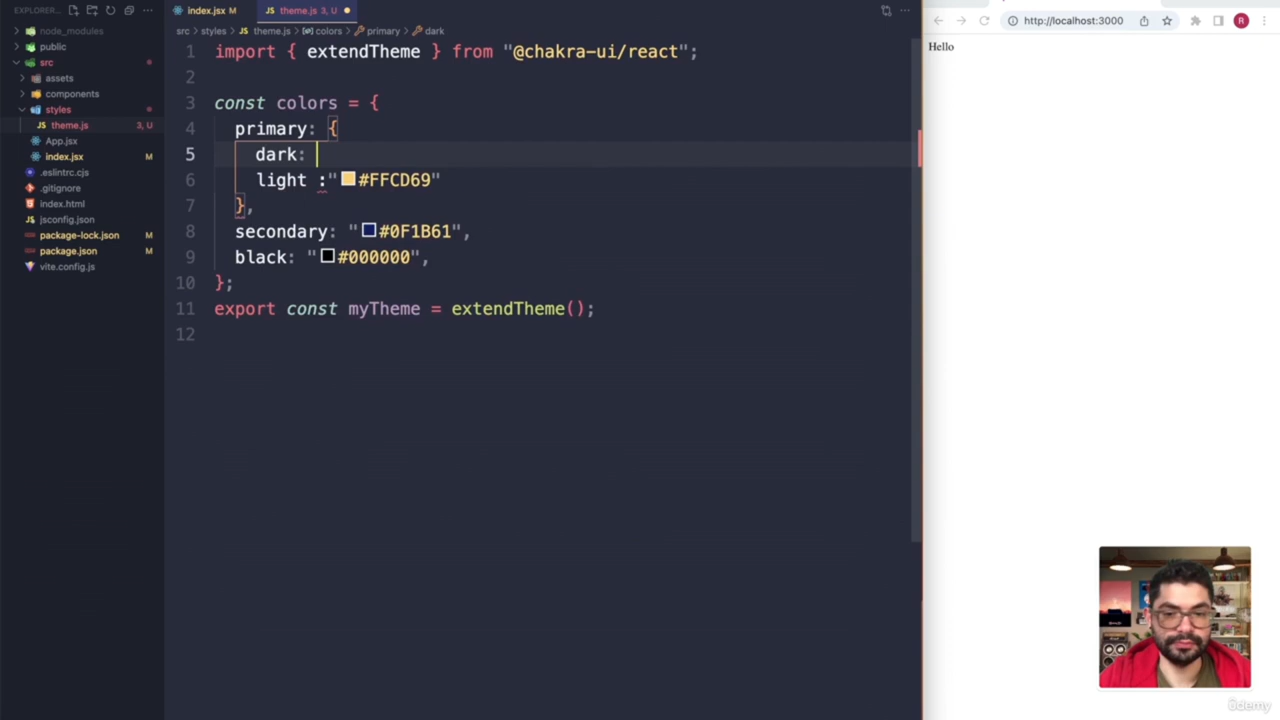 EXPLORER...
node_modules
public
src
assets
components
styles
theme.js 3, U
App.jsx
index.jsx M
.eslintrc.cjs
.gitignore
index.html
jsconfig.json
package-lock.json M
package.json M
vite.config.js
index.jsx M
JS theme.js 3, U
src > styles > JS theme.js > colors > primary > dark
1 import { extendTheme } from "@chakra-ui/react";
2
3 const colors = {
4 primary: {
5 dark:
6 light :"#FFCD69"
7 },
8 secondary: "#0F1B61",
9 black: "#000000",
10 };
11 export const myTheme = extendTheme();
12
http://localhost:3000
R
Hello
ûdemy